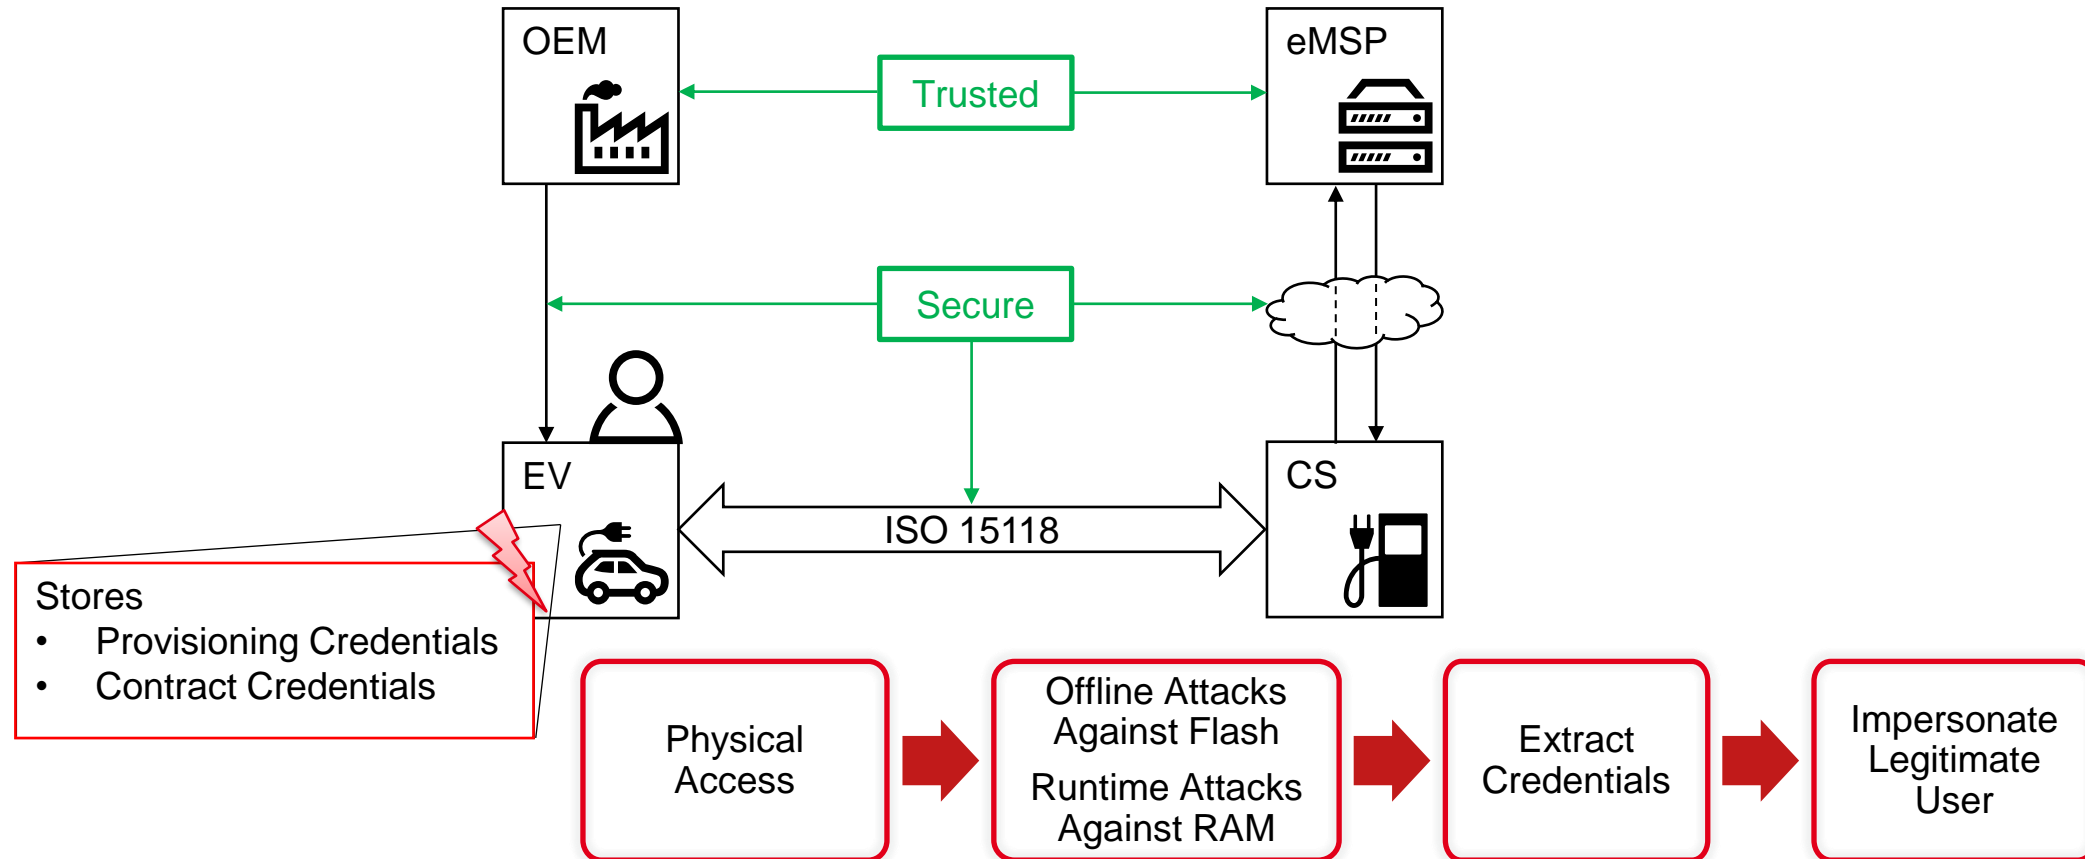 OEM
eMSP
Trusted
Secure
EV
CS
ISO 15118
Stores
• Provisioning Credentials
• Contract Credentials
Physical
Access
Offline Attacks
Against Flash
Runtime Attacks
Against RAM
Extract
Credentials
Impersonate
Legitimate
User